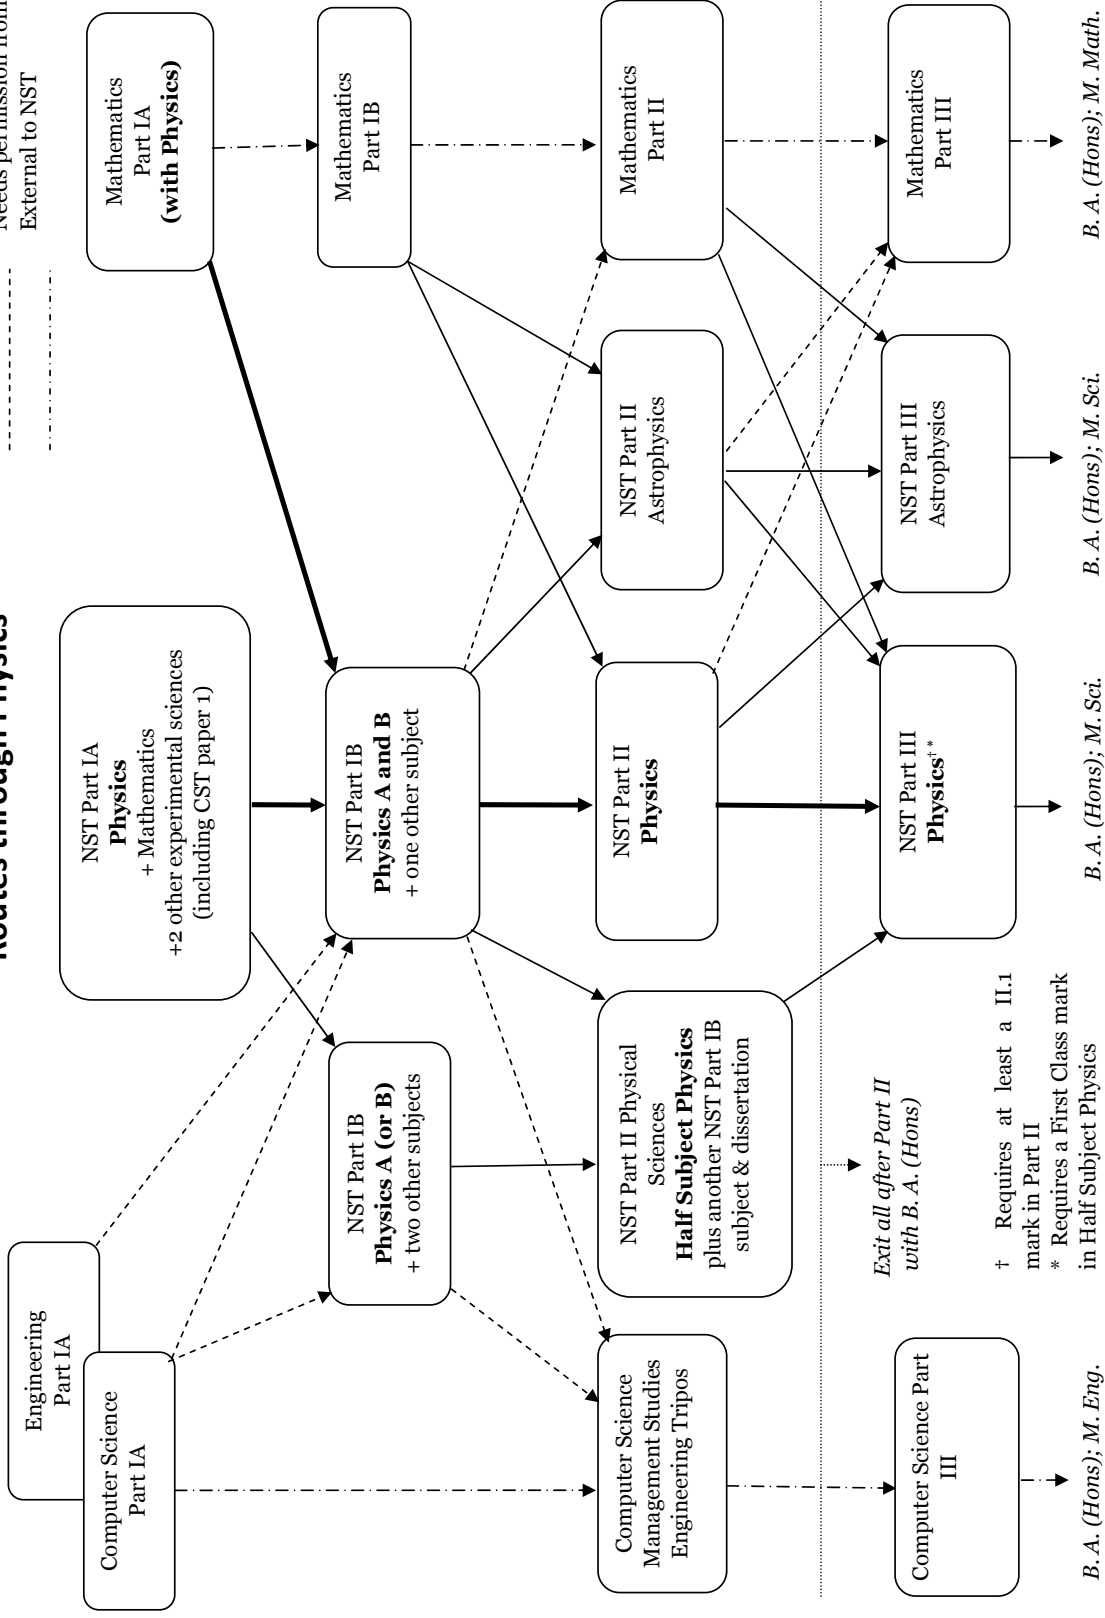 Routes through Physics
Needs permission from
External to NST
Engineering
Part IA
Computer Science
Part IA
NST Part IA
Physics
+ Mathematics
+2 other experimental sciences
(including CST paper 1)
Mathematics
Part IA
(with Physics)
NST Part IB
Physics A (or B)
+ two other subjects
NST Part IB
Physics A and B
+ one other subject
Mathematics
Part IB
Computer Science
Management Studies
Engineering Tripos
NST Part II Physical
Sciences
Half Subject Physics
plus another NST Part IB
subject & dissertation
NST Part II
Physics
NST Part II
Astrophysics
Mathematics
Part II
Exit all after Part II
with B. A. (Hons)
Computer Science Part
III
† Requires at least a II.1
mark in Part II
* Requires a First Class mark
in Half Subject Physics
NST Part III
Physics† *
NST Part III
Astrophysics
Mathematics
Part III
B. A. (Hons); M. Eng.
B. A. (Hons); M. Sci.
B. A. (Hons); M. Sci.
B. A. (Hons); M. Math.